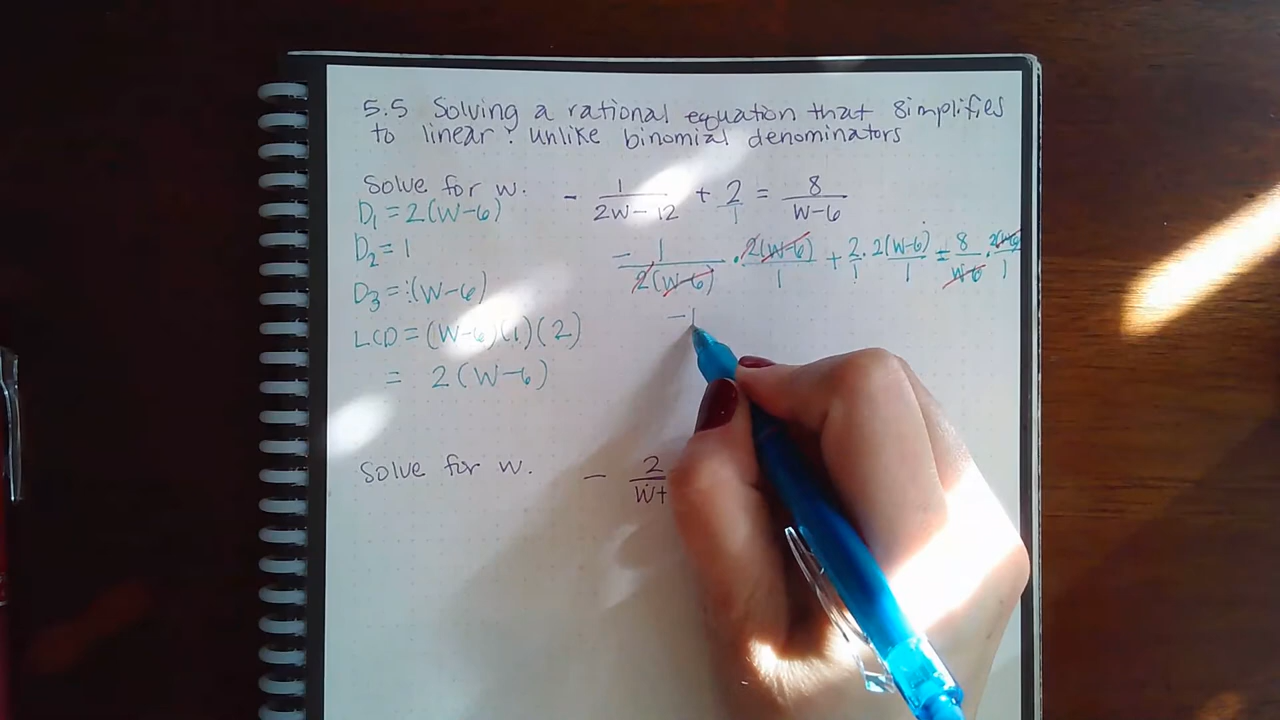 5.5 Solving a rational equation that simplifies
to linear: unlike binomial denominators
Solve for w. - 1/(2w-12) + 2/1 = 8/(w-6)
D₁ = 2(w-6)
D₂ = 1
- 1/(2(w-6)) · 2(w-6)/1 + 2/1 · 2(w-6)/1 = 8/(w-6) · 2(w-6)/1
D₃ = (w-6)
-1
LCD = (w-6)(1)(2)
= 2(w-6)
Solve for w. - 2/(w+